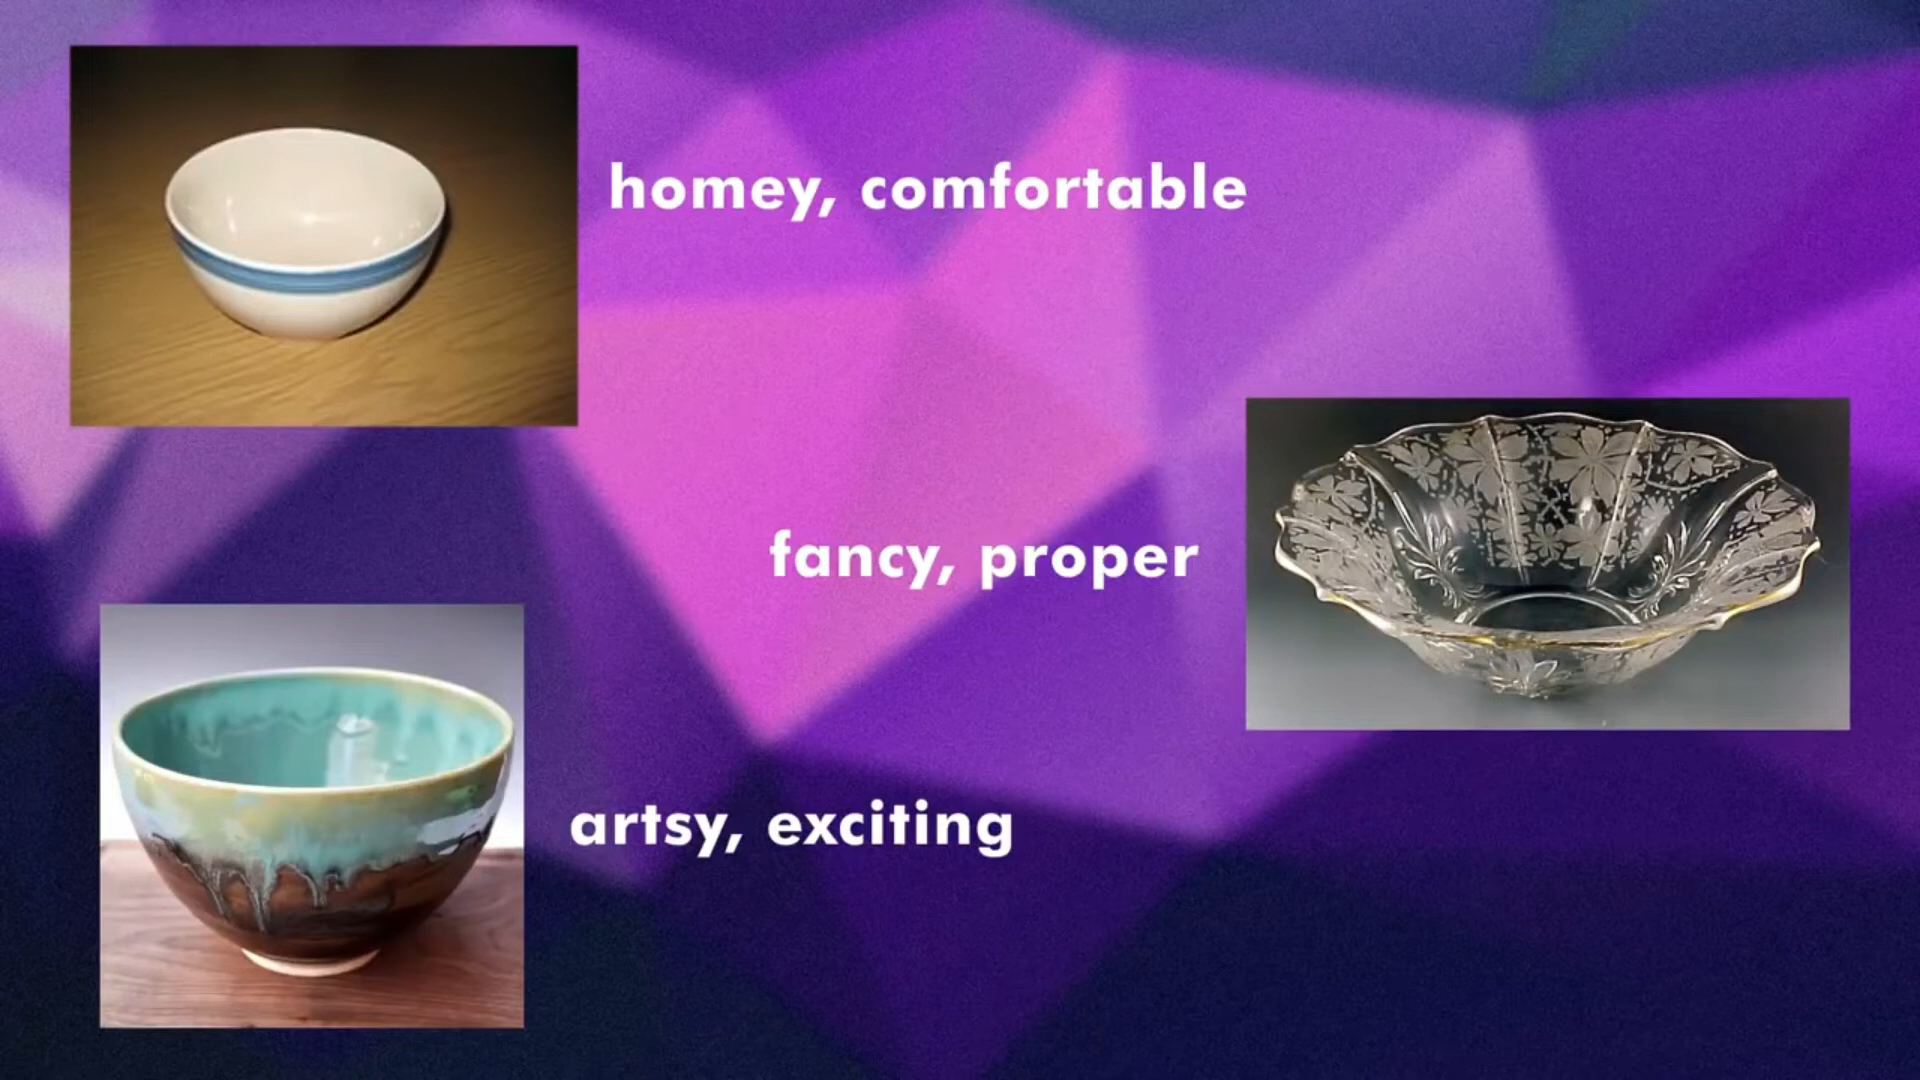 homey, comfortable
fancy, proper
artsy, exciting